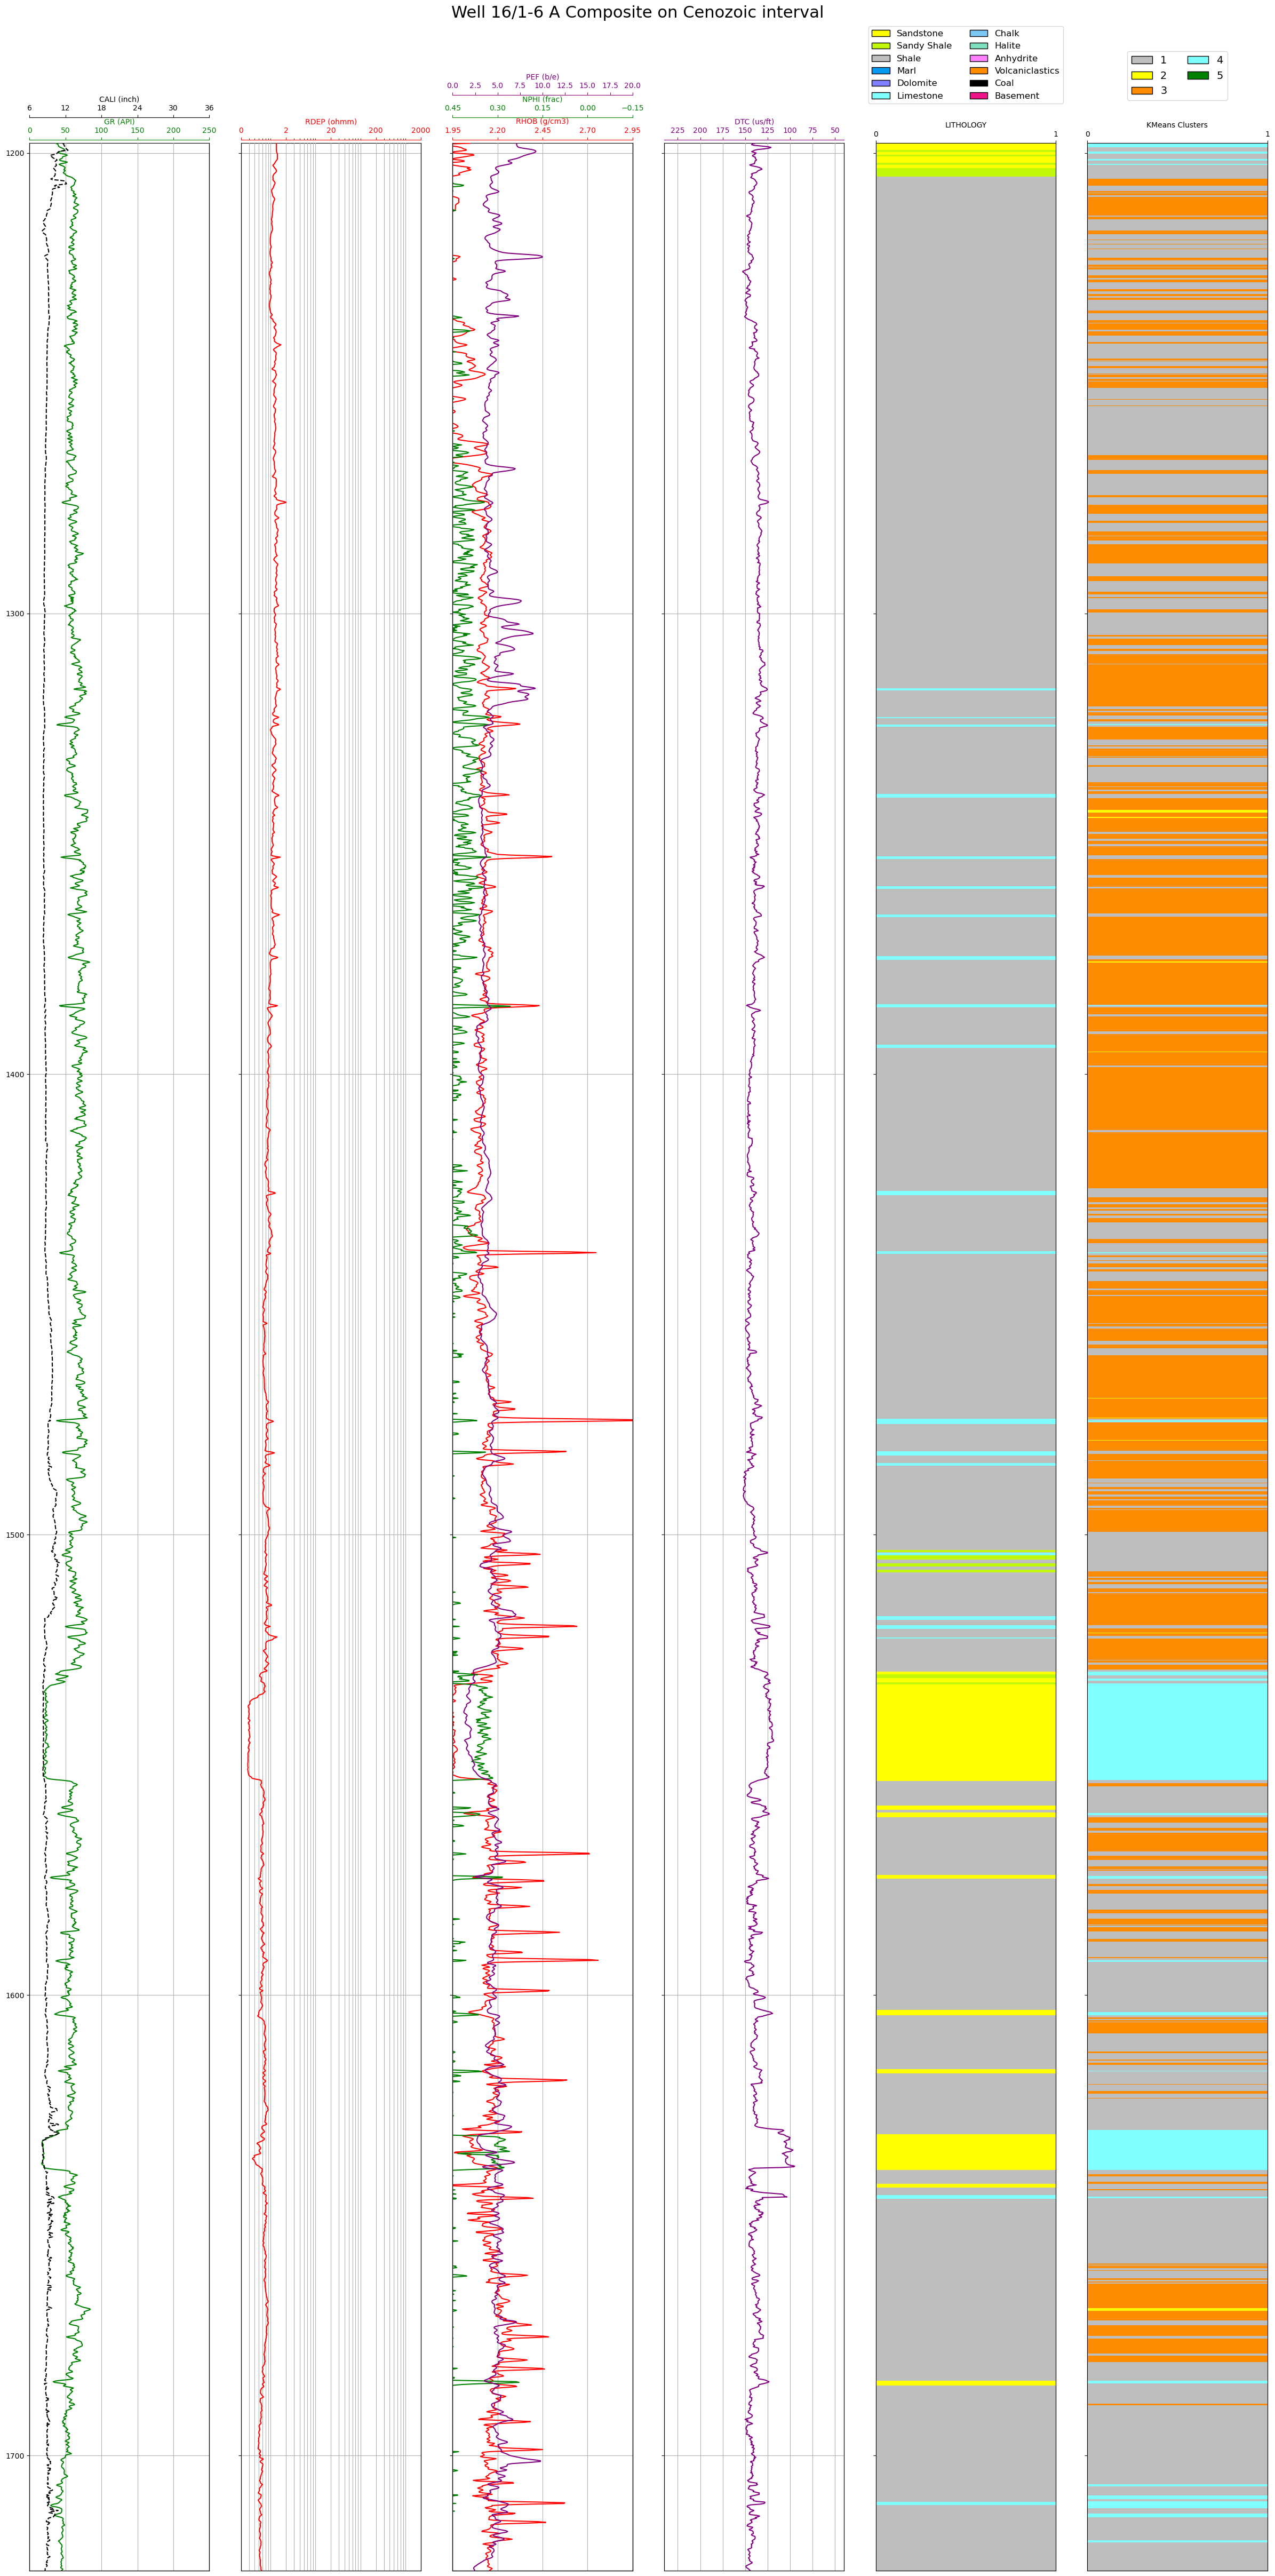 Well 16/1-6 A Composite on Cenozoic interval
Sandstone Chalk
Sandy Shale Halite
Shale Anhydrite
Marl Volcaniclastics
Dolomite Coal
Limestone Basement
1 4
2 5
3
PEF (b/e)
0.0 2.5 5.0 7.5 10.0 12.5 15.0 17.5 20.0
CALI (inch)
6 12 18 24 30 36
NPHI (frac)
0.45 0.30 0.15 0.00 −0.15
GR (API)
0 50 100 150 200 250
RDEP (ohmm)
0 2 20 200 2000
RHOB (g/cm3)
1.95 2.20 2.45 2.70 2.95
DTC (us/ft)
225 200 175 150 125 100 75 50
LITHOLOGY
0 1
KMeans Clusters
0 1
1200
1300
1400
1500
1600
1700